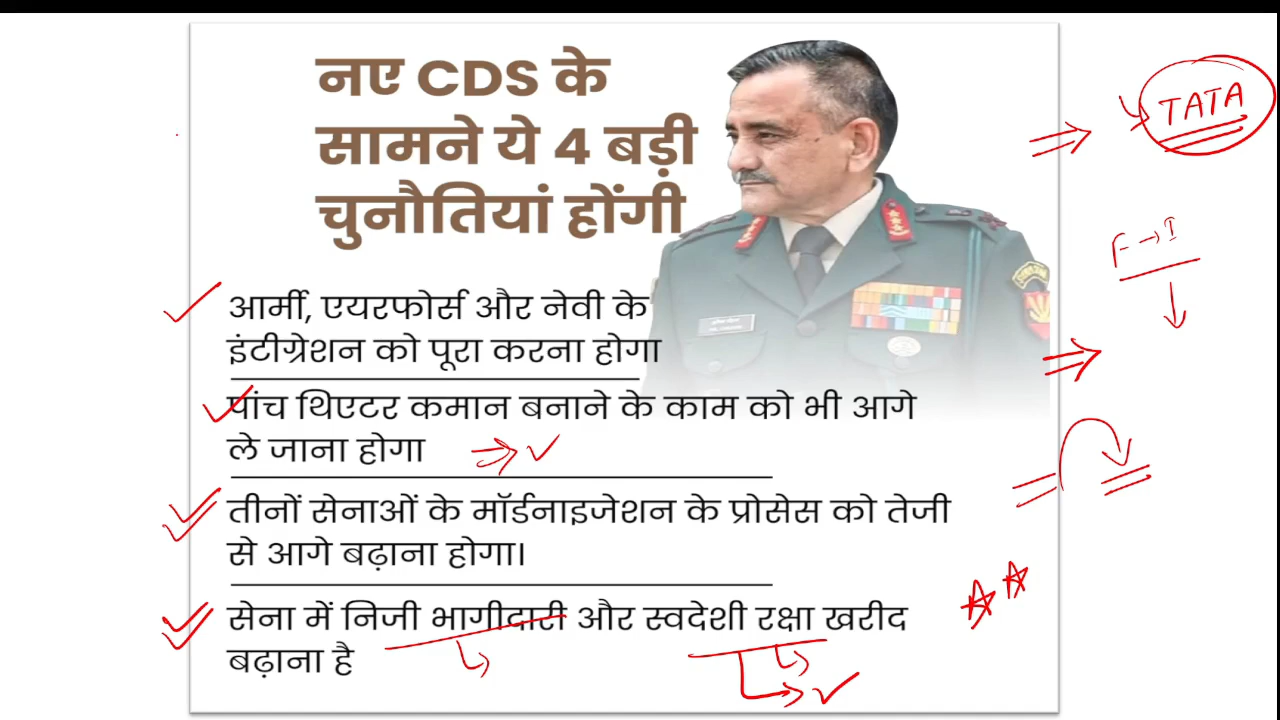 नए CDS के
सामने ये 4 बड़ी
चुनौतियां होंगी
आर्मी, एयरफोर्स और नेवी के
इंटीग्रेशन को पूरा करना होगा
पांच थिएटर कमान बनाने के काम को भी आगे
ले जाना होगा
तीनों सेनाओं के मॉर्डनाइजेशन के प्रोसेस को तेजी
से आगे बढ़ाना होगा।
सेना में निजी भागीदारी और स्वदेशी रक्षा खरीद
बढ़ाना है
TATA
F→I